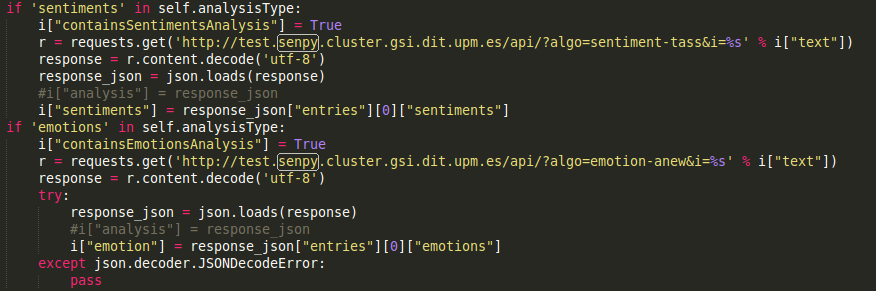 if 'sentiments' in self.analysisType:
    i["containsSentimentsAnalysis"] = True
    r = requests.get('http://test.senpy.cluster.gsi.dit.upm.es/api/?algo=sentiment-tass&i=%s' % i["text"])
    response = r.content.decode('utf-8')
    response_json = json.loads(response)
    #i["analysis"] = response_json
    i["sentiments"] = response_json["entries"][0]["sentiments"]
if 'emotions' in self.analysisType:
    i["containsEmotionsAnalysis"] = True
    r = requests.get('http://test.senpy.cluster.gsi.dit.upm.es/api/?algo=emotion-anew&i=%s' % i["text"])
    response = r.content.decode('utf-8')
    try:
        response_json = json.loads(response)
        #i["analysis"] = response_json
        i["emotion"] = response_json["entries"][0]["emotions"]
    except json.decoder.JSONDecodeError:
        pass